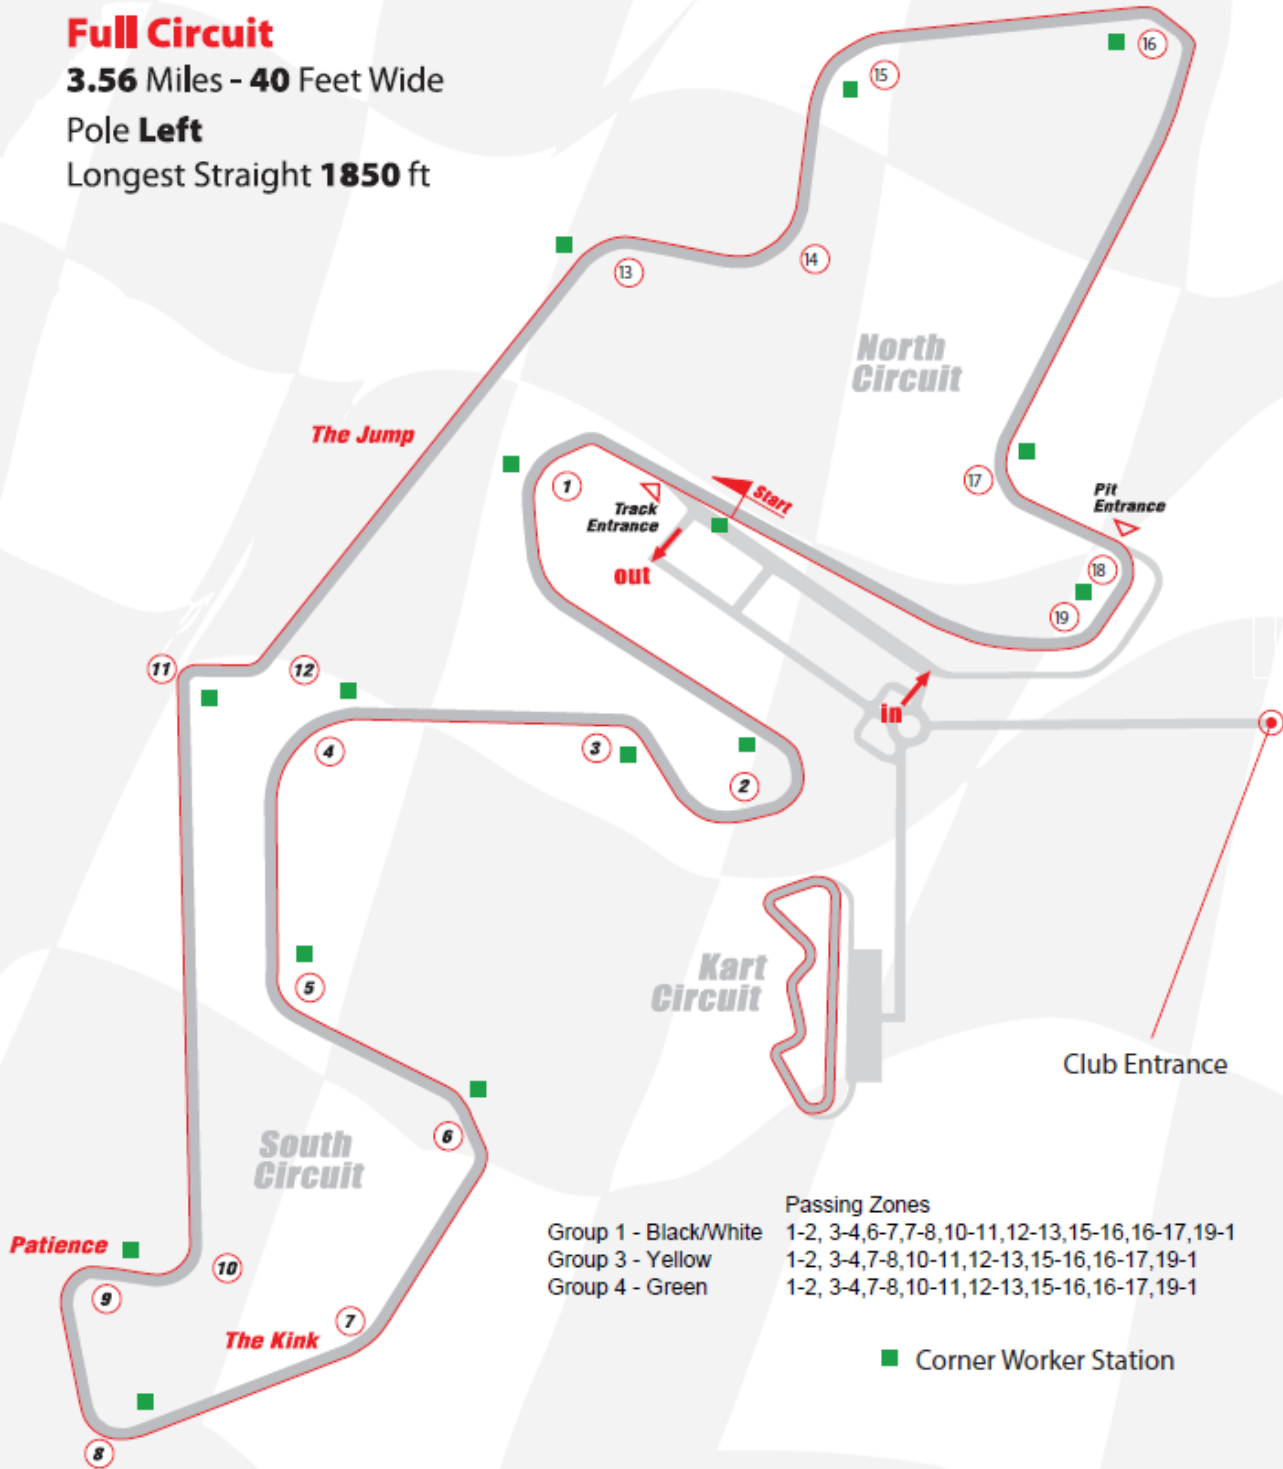 Full Circuit
3.56 Miles - 40 Feet Wide
Pole Left
Longest Straight 1850 ft
16
15
14
13
North
Circuit
The Jump
1
Start
Track
Entrance
out
17
Pit
Entrance
18
19
11
12
in
4
3
2
5
Kart
Circuit
Club Entrance
6
South
Circuit
Patience
10
9
7
The Kink
8
Passing Zones
Group 1 - Black/White 1-2, 3-4,6-7,7-8,10-11,12-13,15-16,16-17,19-1
Group 3 - Yellow 1-2, 3-4,7-8,10-11,12-13,15-16,16-17,19-1
Group 4 - Green 1-2, 3-4,7-8,10-11,12-13,15-16,16-17,19-1
Corner Worker Station